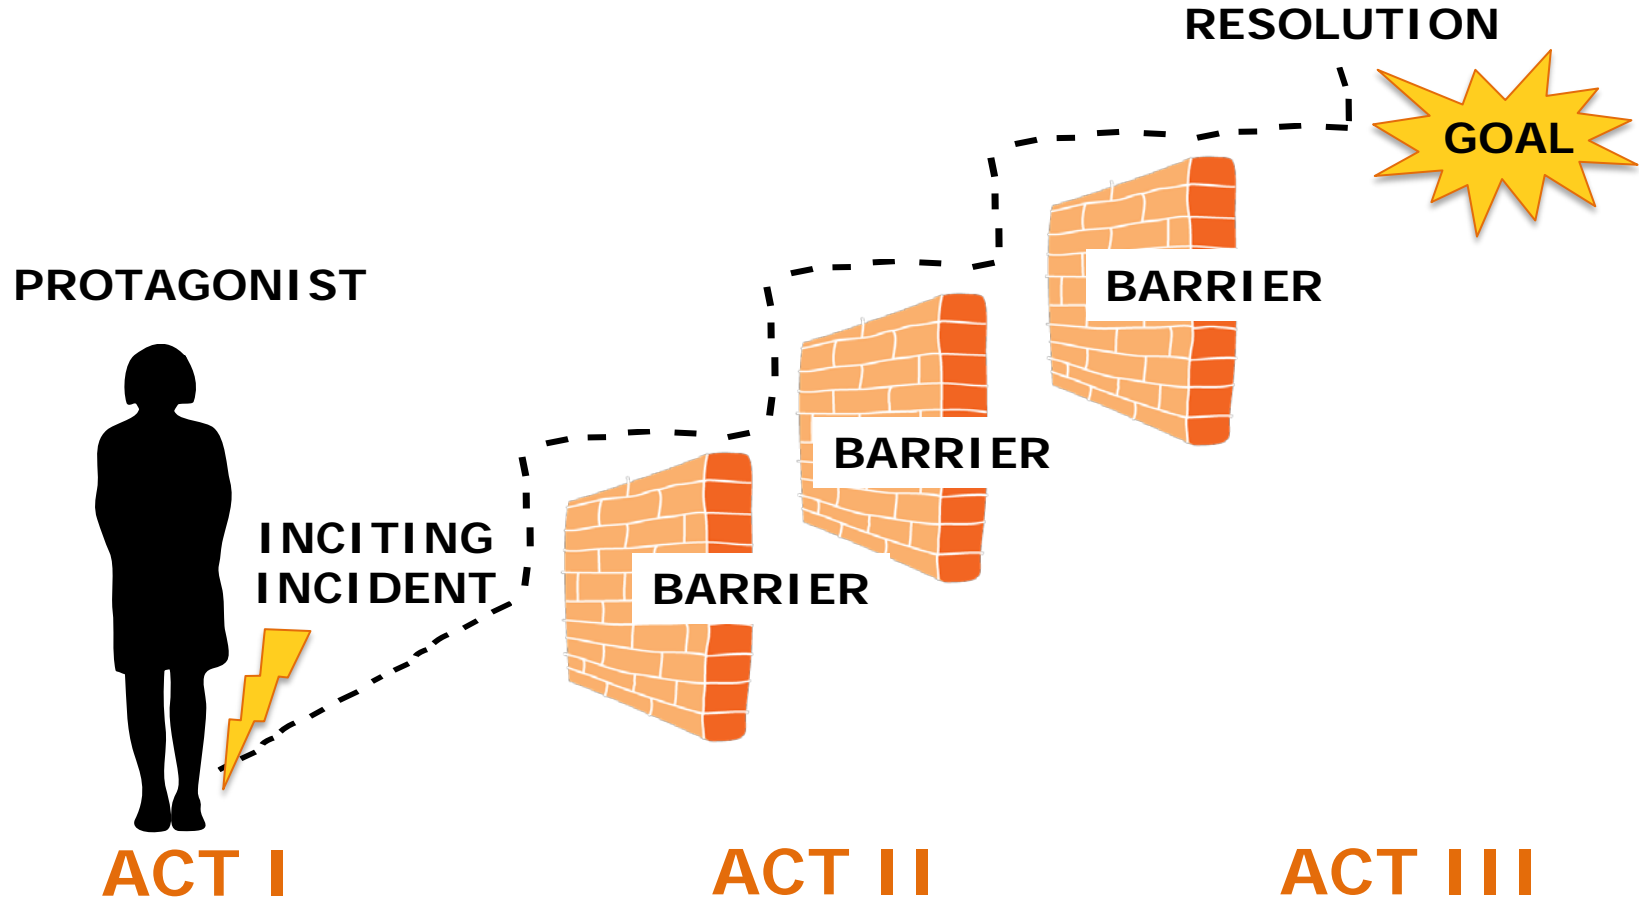 RESOLUTION
GOAL
PROTAGONIST
BARRIER
BARRIER
INCITING
INCIDENT
BARRIER
ACT I
ACT II
ACT III